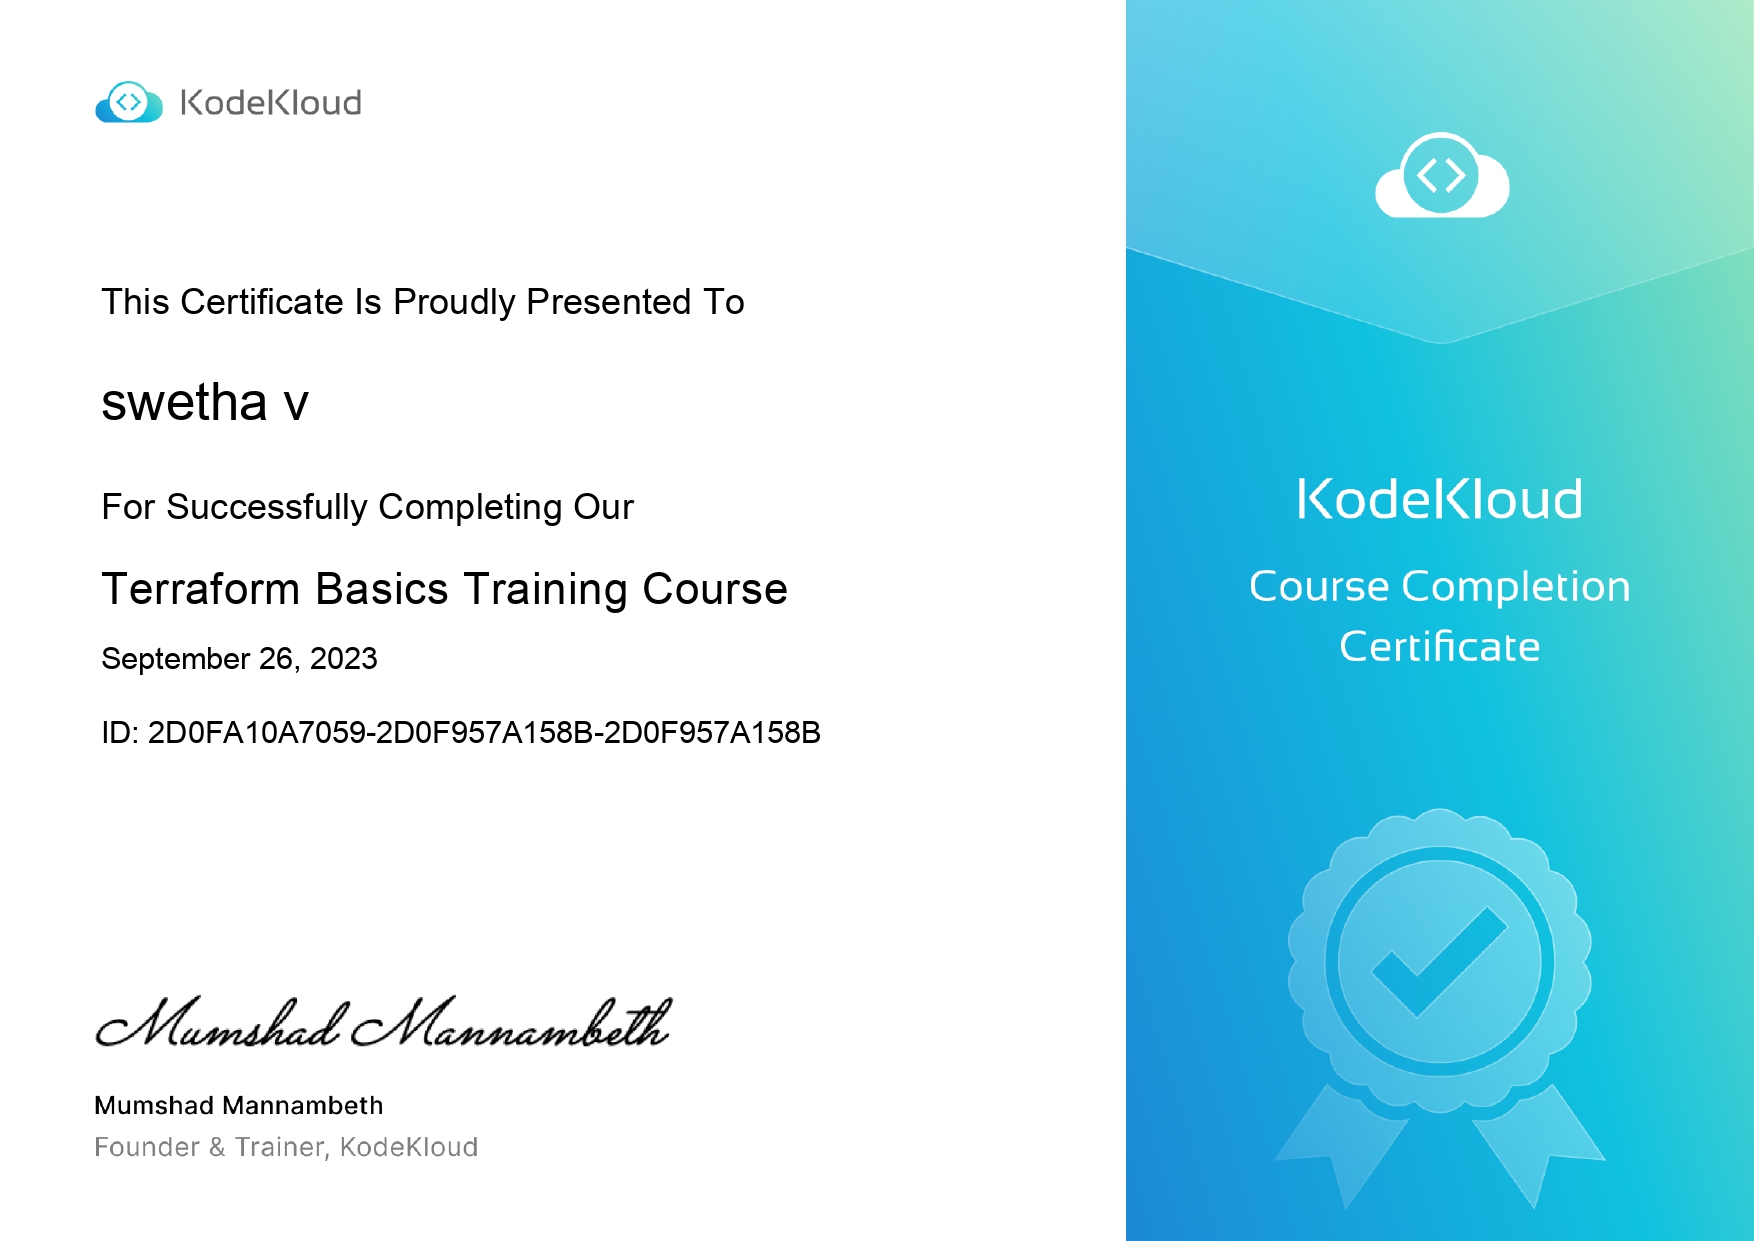 KodeKloud
This Certificate Is Proudly Presented To
swetha v
For Successfully Completing Our
Terraform Basics Training Course
September 26, 2023
ID: 2D0FA10A7059-2D0F957A158B-2D0F957A158B
Mumshad Mannambeth
Mumshad Mannambeth
Founder & Trainer, KodeKloud
KodeKloud
Course Completion
Certificate